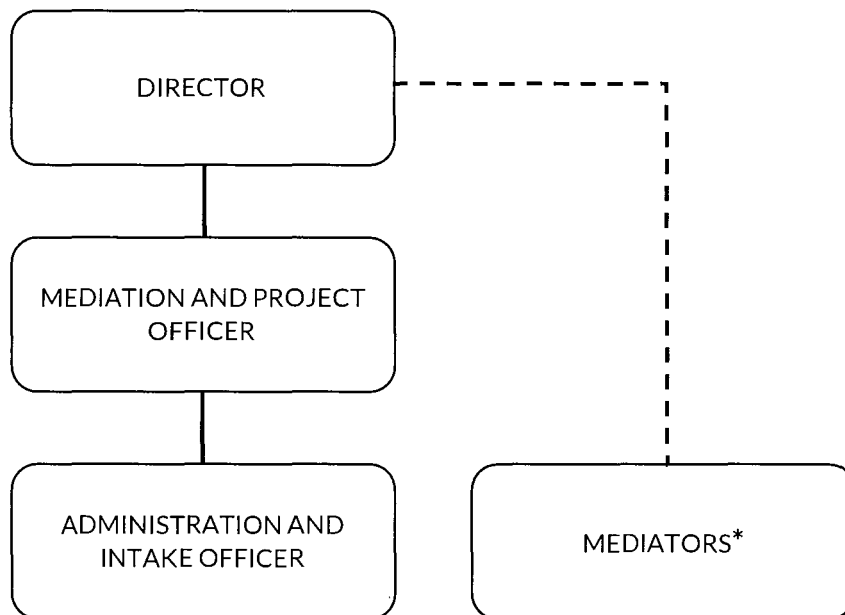 DIRECTOR
MEDIATION AND PROJECT
OFFICER
ADMINISTRATION AND
INTAKE OFFICER
MEDIATORS*